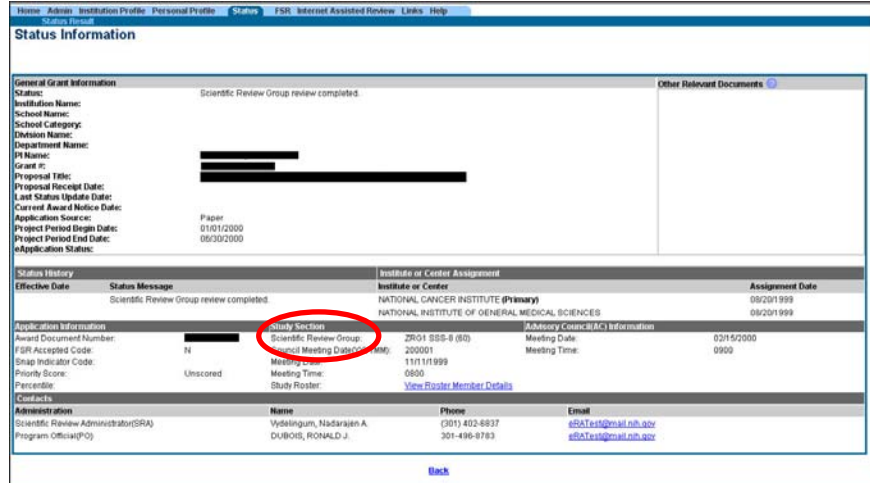 Home Admin Institution Profile Personal Profile Status FSR Internet Assisted Review Links Help
Status Result
Status Information
General Grant Information
Other Relevant Documents
Status: Scientific Review Group review completed.
Institution Name:
School Name:
School Category:
Division Name:
Department Name:
PI Name:
Grant #:
Proposal Title:
Proposal Receipt Date:
Last Status Update Date:
Current Award Notice Date:
Application Source: Paper
Project Period Begin Date: 01/01/2000
Project Period End Date: 06/30/2000
eApplication Status:
Status History Institute or Center Assignment
Effective Date Status Message Institute or Center Assignment Date
Scientific Review Group review completed. NATIONAL CANCER INSTITUTE (Primary) 08/20/1999
NATIONAL INSTITUTE OF GENERAL MEDICAL SCIENCES 08/20/1999
Application Information Study Section Advisory Council(AC) Information
Award Document Number: Scientific Review Group: ZRG1 SSS-8 (60) Meeting Date: 02/15/2000
FSR Accepted Code: N Council Meeting 200001 Meeting Time: 0900
Snap Indicator Code: Meeting Date: 11/11/1999
Priority Score: Unscored Meeting Time: 0800
Percentile: Study Roster: View Roster Member Details
Contacts
Administration Name Phone Email
Scientific Review Administrator(SRA) Vydelingum, Nadarajen A. (301) 402-6837 eRATest@mail.nih.gov
Program Official(PO) DUBOIS, RONALD J. 301-496-8783 eRATest@mail.nih.gov
Back